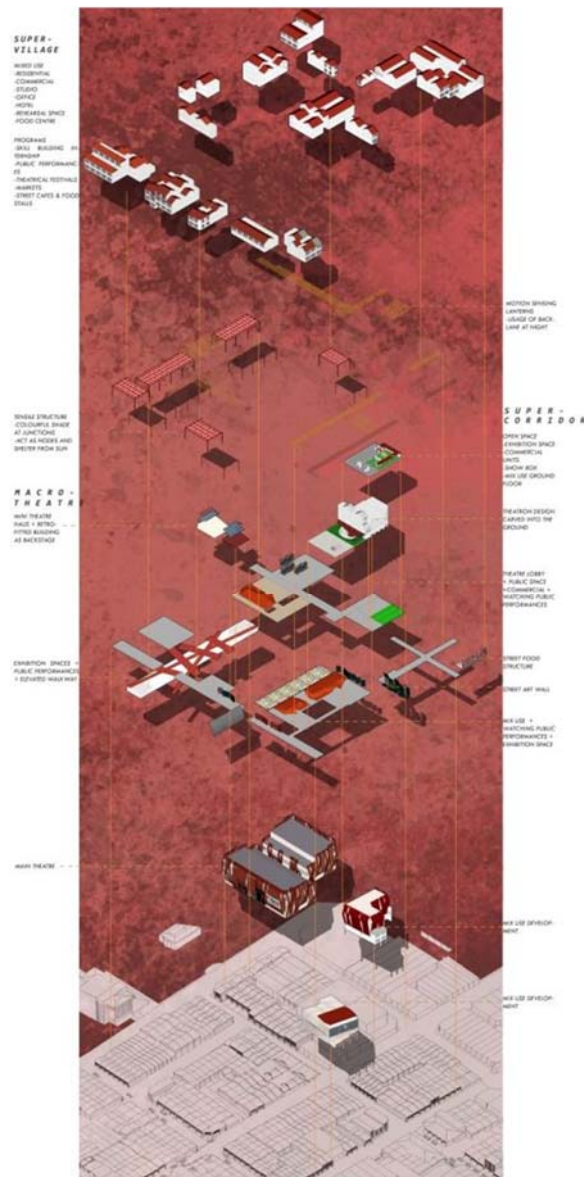 SUPER-
VILLAGE
MIXED USE
-RESIDENTIAL
-COMMERCIAL
-STUDIO
-OFFICE
-HOTEL
-REHEARSAL SPACE
-FOOD CENTRE
PROGRAMS
-SKILL BUILDING IN
TERNSHIP
-PUBLIC PERFORMANC-
ES
-THEATRICAL FESTIVALS
-MARKETS
-STREET CAFES & FOOD
STALLS
MOTION SENSING
LANTERNS
-USAGE OF BACK-
LANE AT NIGHT
TENSILE STRUCTURE
-COLOURFUL SHADE
AT JUNCTIONS
-ACT AS NODES AND
SHELTER FROM SUN
SUPER-
CORRIDOR
OPEN SPACE
-EXHIBITION SPACE
-COMMERCIAL
UNITS
-SHOW BOX
-MIX USE GROUND
FLOOR
MACRO-
THEATRE
MINI THEATRE
HALL + RETRO-
FITTED BUILDING
AS BACKSTAGE
THEATRON DESIGN
CARVED INTO THE
GROUND
THEATRE LOBBY
+ PUBLIC SPACE
+COMMERCIAL +
WATCHING PUBLIC
PERFORMANCES
EXHIBITION SPACES +
PUBLIC PERFORMANCES
+ ELEVATED WALKWAY
STREET FOOD
STRUCTURE
STREET ART WALL
MIX USE +
WATCHING PUBLIC
PERFORMANCES +
EXHIBITION SPACE
-MAIN THEATRE
MIX USE DEVELOP-
MENT
MIX USE DEVELOP-
MENT